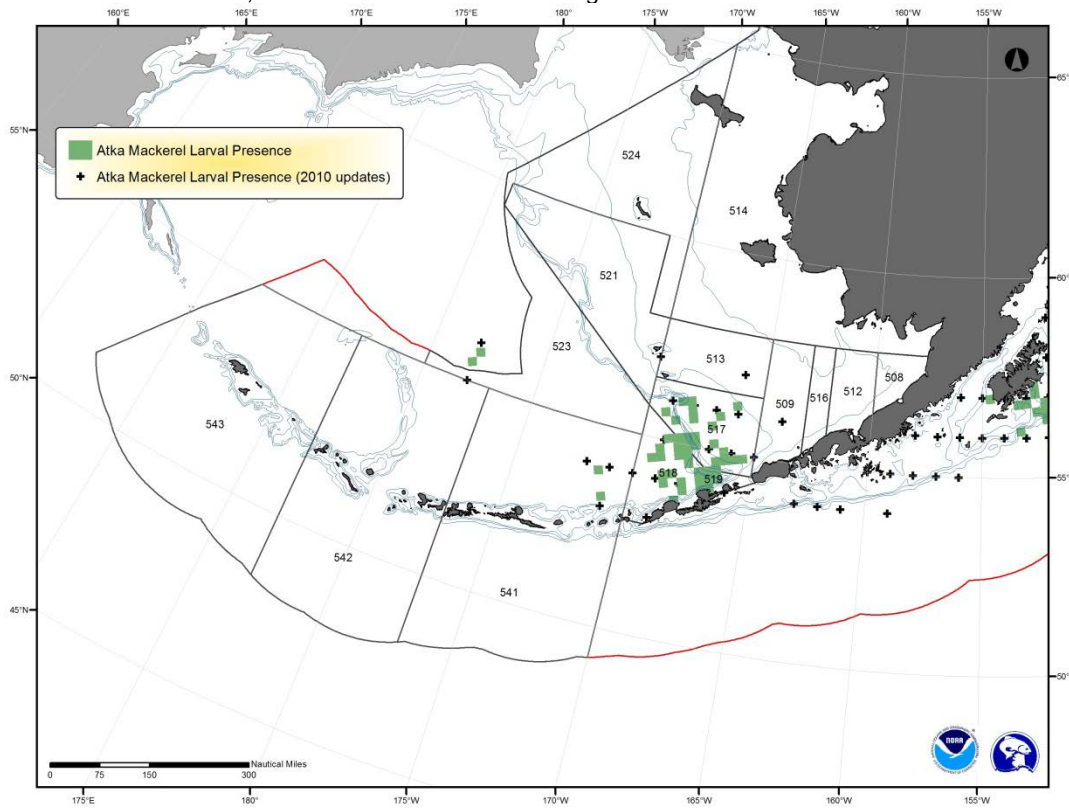 170°E 175°E 180° 175°W 170°W 165°W 160°W 155°W
65°N
55°N
Atka Mackerel Larval Presence
Atka Mackerel Larval Presence (2010 updates)
524
514
521
60°N
523
513
50°N
509 516 512 508
543
517
518 519
55°N
542
541
45°N
50°N
NOAA
Nautical Miles
0 75 150 300
175°E 180° 175°W 170°W 165°W 160°W 155°W